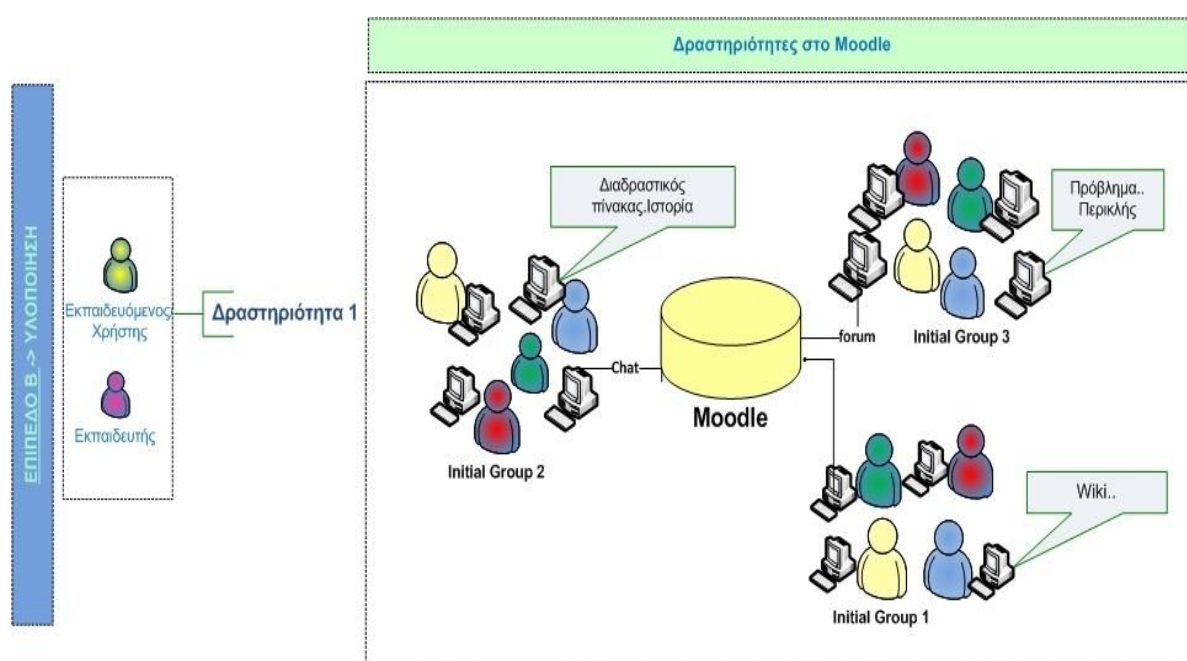 Δραστηριότητες στο Moodle
ΕΠΙΠΕΔΟ Β -> ΥΛΟΠΟΙΗΣΗ
Εκπαιδευόμενος
Χρήστης
Εκπαιδευτής
Δραστηριότητα 1
Διαδραστικός
πίνακας.Ιστορία
Chat
Initial Group 2
Moodle
Πρόβλημα..
Περικλής
forum
Initial Group 3
Wiki..
Initial Group 1